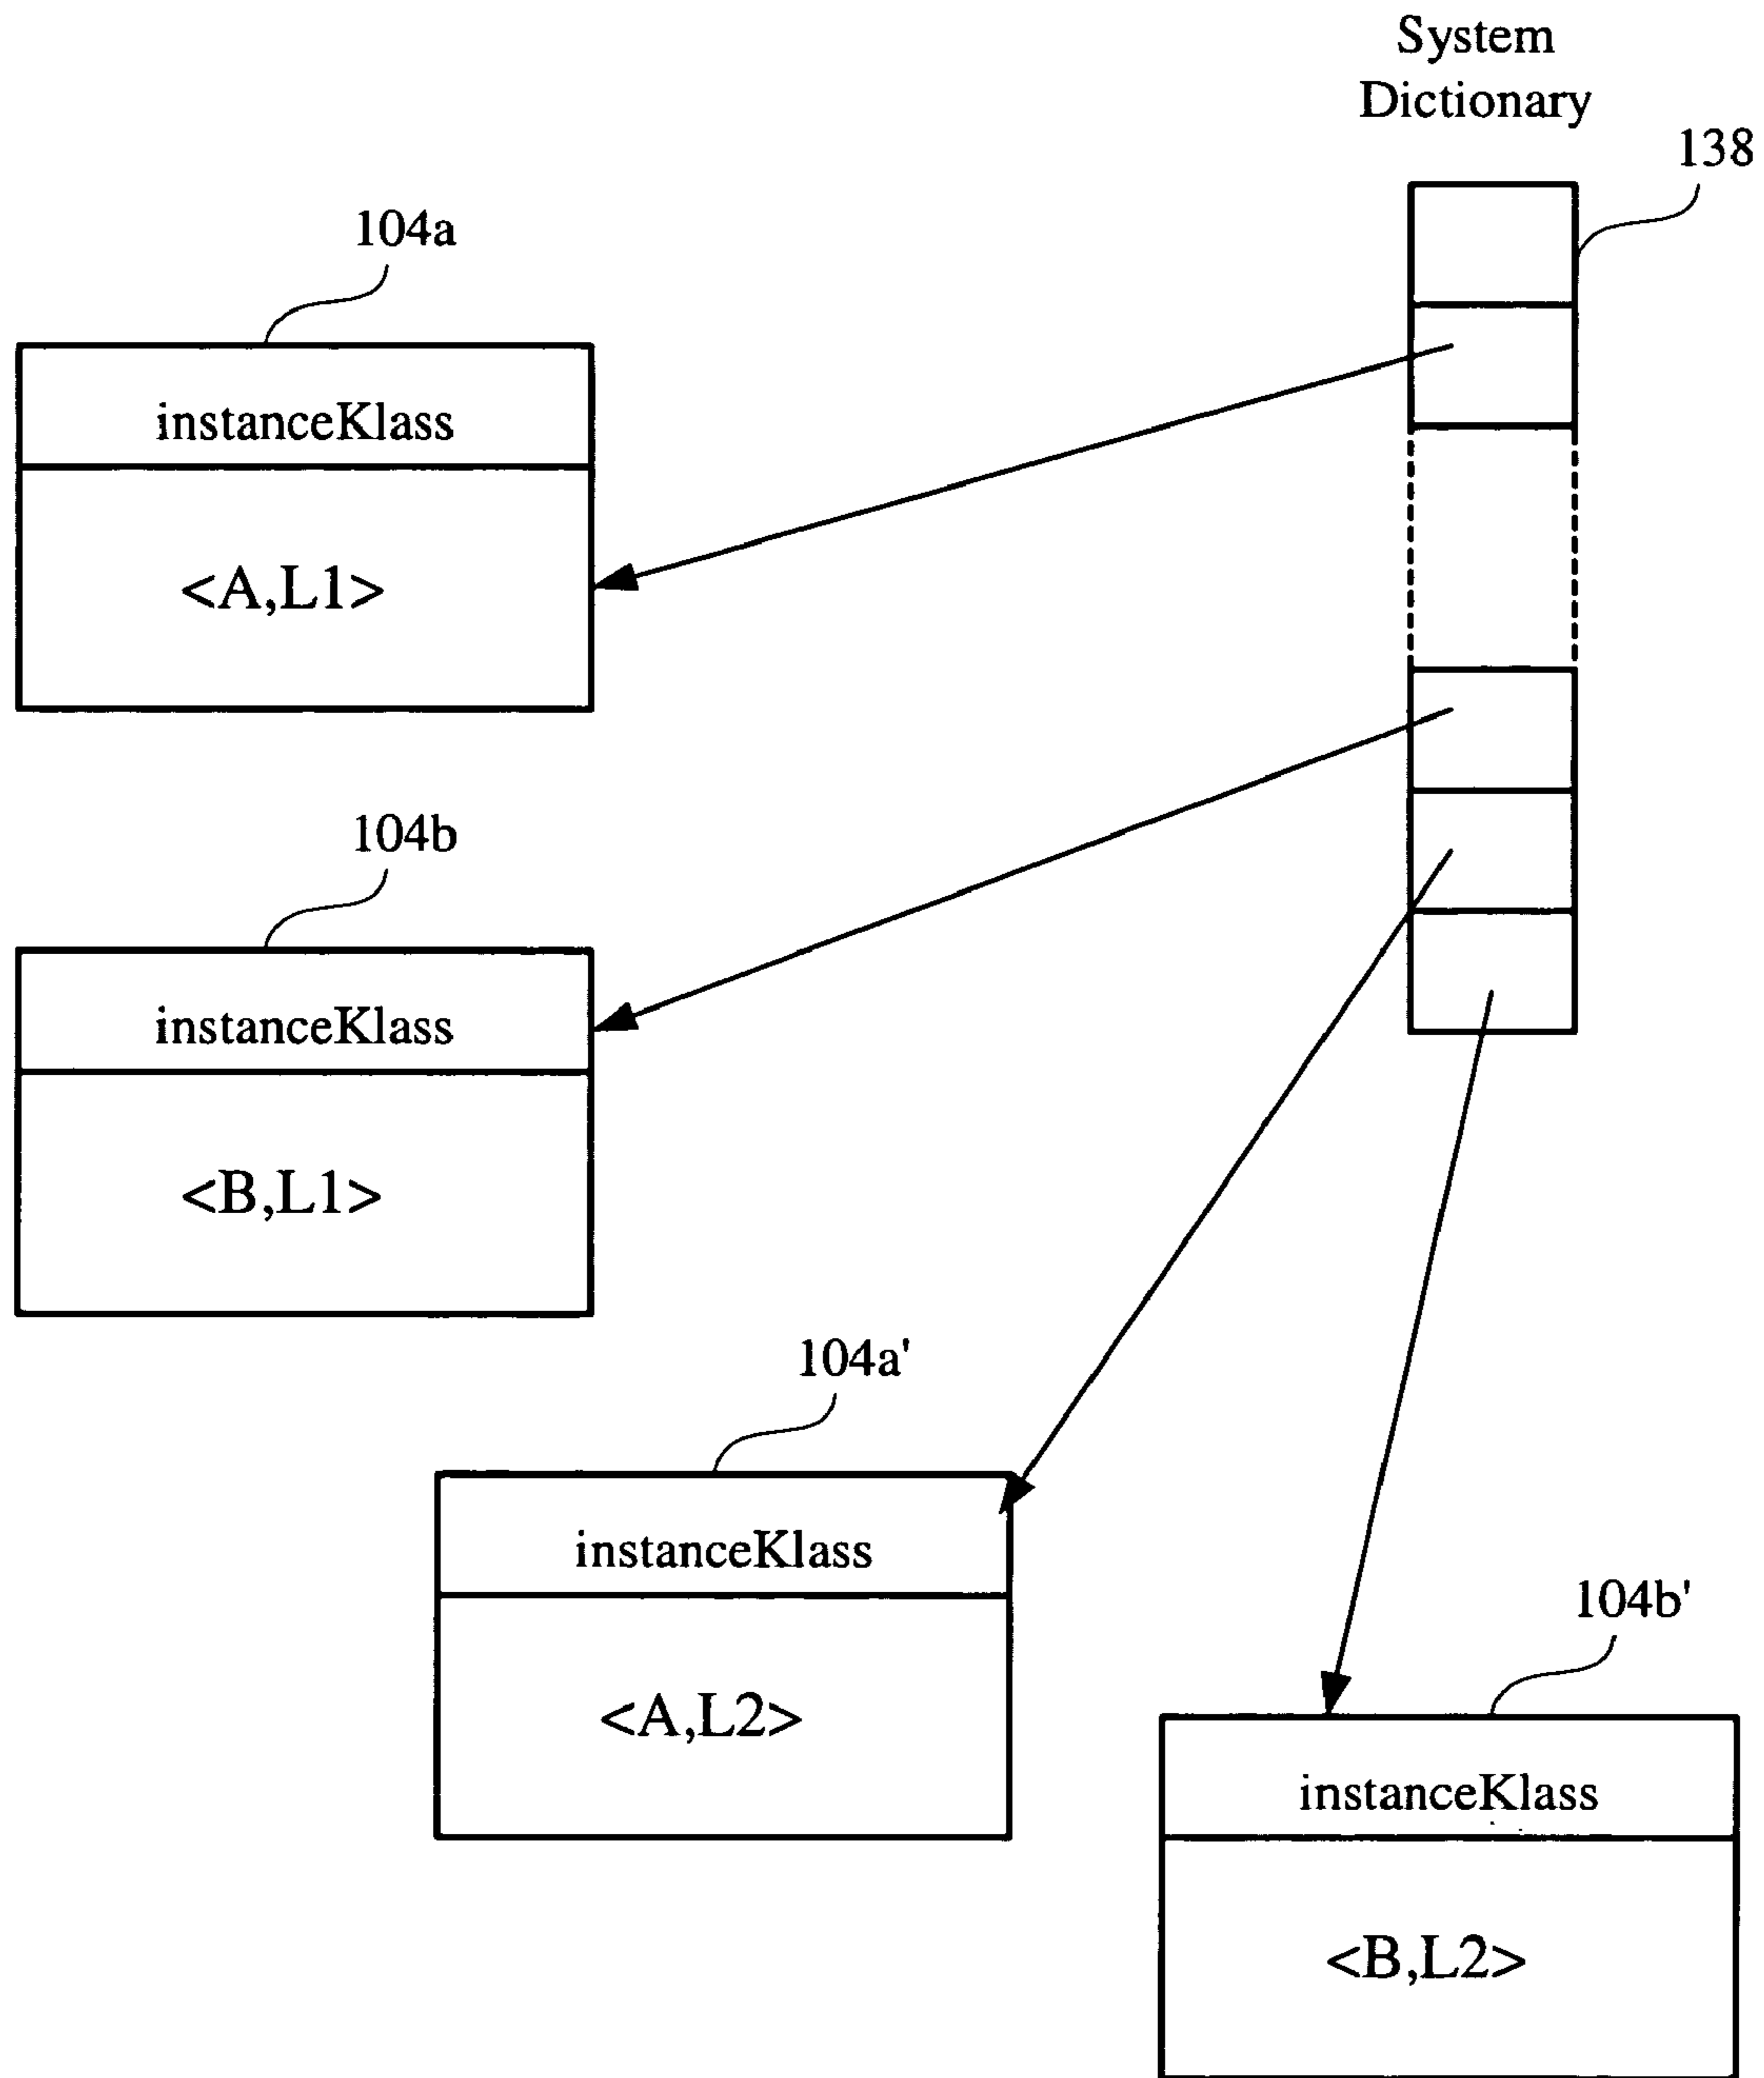 System
Dictionary
138
104a
instanceKlass
<A,L1>
104b
instanceKlass
<B,L1>
104a'
instanceKlass
<A,L2>
104b'
instanceKlass
<B,L2>